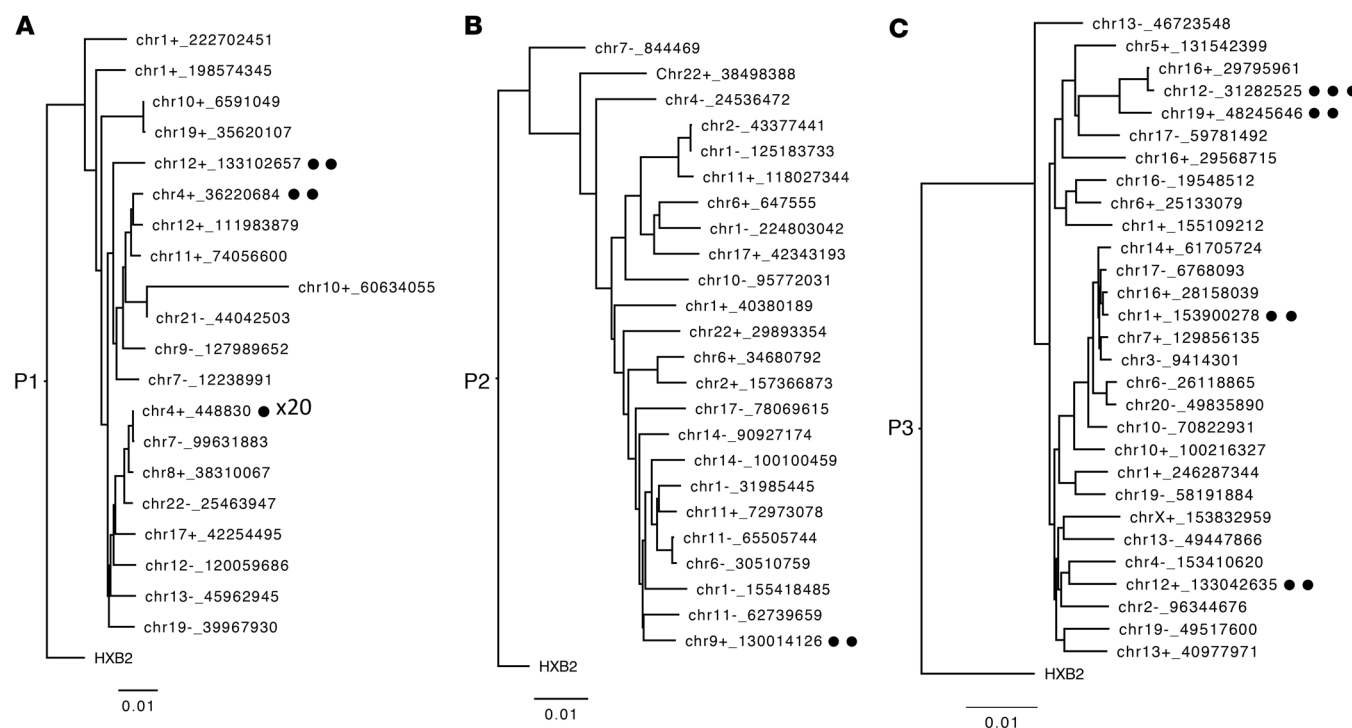 A
chr1+_222702451
chr1+_198574345
chr10+_6591049
chr19+_35620107
chr12+_133102657
chr4+_36220684
chr12+_111983879
chr11+_74056600
chr10+_60634055
chr21-_44042503
chr9-_127989652
P1
chr7-_12238991
chr4+_448830 ● x20
chr7-_99631883
chr8+_38310067
chr22-_25463947
chr17+_42254495
chr12-_120059686
chr13-_45962945
chr19-_39967930
HXB2
0.01
B
chr7-_844469
Chr22+_38498388
chr4-_24536472
chr2-_43377441
chr1-_125183733
chr11+_118027344
chr6+_647555
chr1-_224803042
chr17+_42343193
chr10-_95772031
chr1+_40380189
chr22+_29893354
chr6+_34680792
P2
chr2+_157366873
chr17-_78069615
chr14-_90927174
chr14-_100100459
chr1-_31985445
chr11+_72973078
chr11-_65505744
chr6-_30510759
chr1-_155418485
chr11-_62739659
chr9+_130014126
HXB2
0.01
C
chr13-_46723548
chr5+_131542399
chr16+_29795961
chr12-_31282525
chr19+_48245646
chr17-_59781492
chr16+_29568715
chr16-_19548512
chr6+_25133079
chr1+_155109212
chr14+_61705724
chr17-_6768093
chr16+_28158039
chr1+_153900278
chr7+_129856135
chr3-_9414301
chr6-_26118865
chr20-_49835890
P3
chr10-_70822931
chr10+_100216327
chr1+_246287344
chr19-_58191884
chrX+_153832959
chr13-_49447866
chr4-_153410620
chr12+_133042635
chr2-_96344676
chr19-_49517600
chr13+_40977971
HXB2
0.01